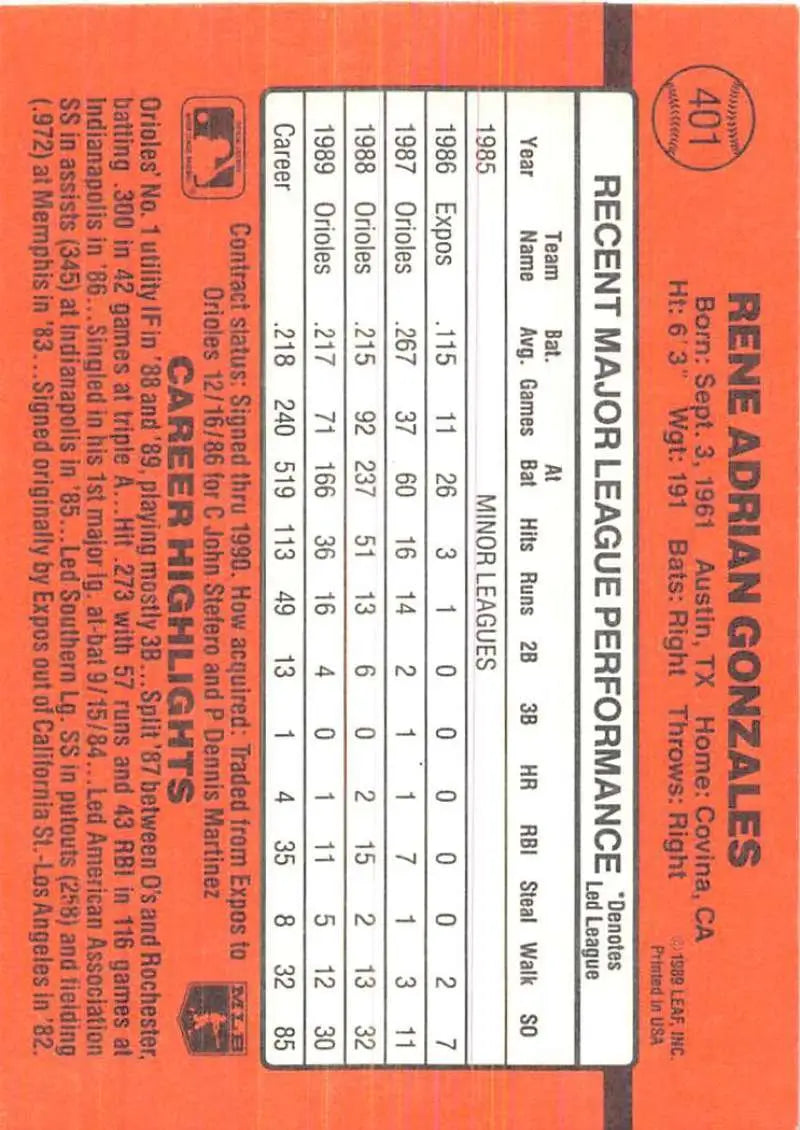 401
RENE ADRIAN GONZALES
Born: Sept. 3, 1961 Austin, TX Home: Covina, CA
Ht: 6'3" Wgt: 191 Bats: Right Throws: Right
©1989 LEAF, INC.
Printed in USA
RECENT MAJOR LEAGUE PERFORMANCE *Denotes Led League
Year Team Name Bat. Avg. Games At Bat Hits Runs 2B 3B HR RBI Steal Walk SO
1985 MINOR LEAGUES
1986 Expos .115 11 26 3 1 0 0 0 0 0 2 7
1987 Orioles .267 37 60 16 14 2 1 1 7 1 3 11
1988 Orioles .215 92 237 51 13 6 0 2 15 2 13 32
1989 Orioles .217 71 166 36 16 4 0 1 11 5 12 30
Career .218 240 519 113 49 13 1 4 35 8 32 85
Contract status: Signed thru 1990. How acquired: Traded from Expos to
Orioles 12/16/86 for C John Stefero and P Dennis Martinez
MLB
CAREER HIGHLIGHTS
Orioles' No. 1 utility IF in '88 and '89, playing mostly 3B...Split '87 between O's and Rochester,
batting .300 in 42 games at triple A...Hit .273 with 57 runs and 43 RBI in 116 games at
Indianapolis in '86...Singled in his 1st major lg. at-bat 9/15/84...Led American Association
SS in assists (345) at Indianapolis in '85...Led Southern Lg. SS in putouts (258) and fielding
(.972) at Memphis in '83...Signed originally by Expos out of California St.-Los Angeles in '82.